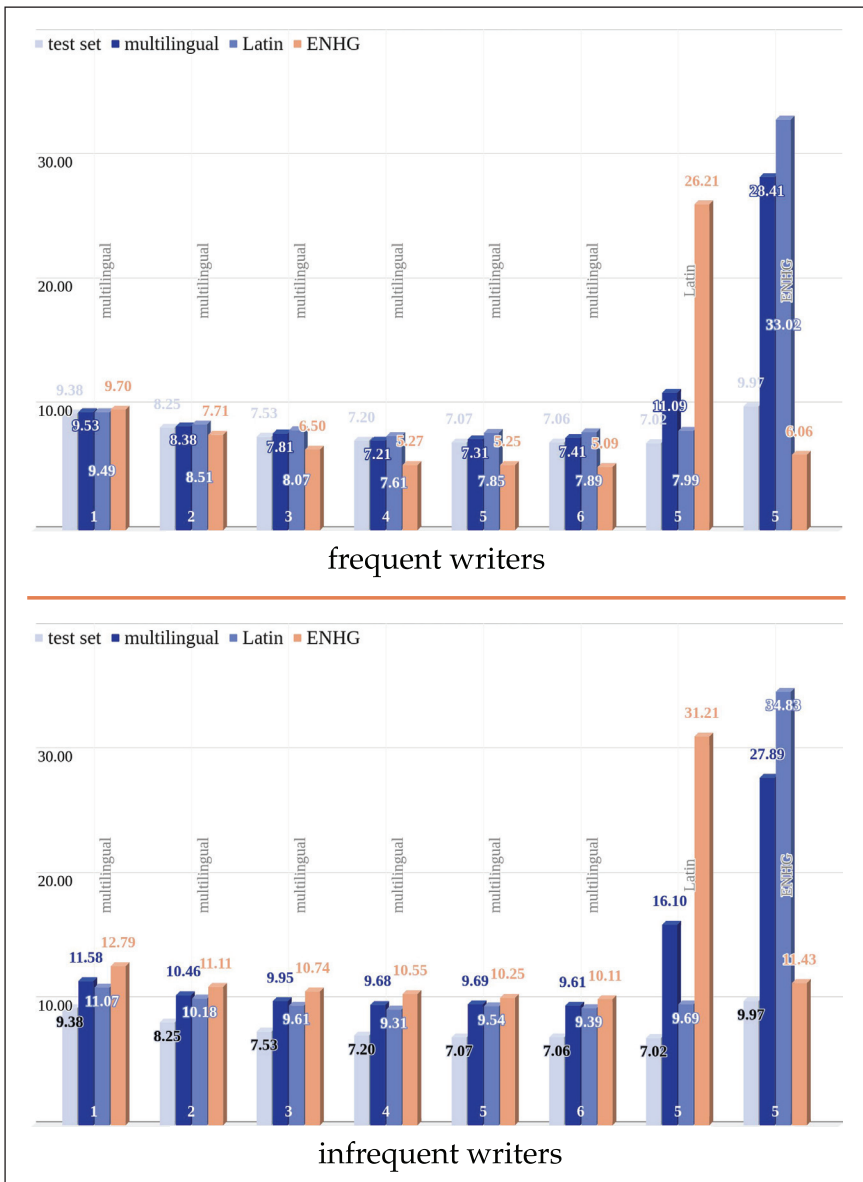 test set multilingual Latin ENHG
30.00
20.00
10.00
multilingual multilingual multilingual multilingual multilingual multilingual Latin ENHG
9.38 9.53 9.49 9.70
8.25 8.38 8.51 7.71
7.53 7.81 8.07 6.50
7.20 7.21 7.61 5.27
7.07 7.31 7.85 5.25
7.06 7.41 7.89 5.09
7.02 11.09 7.99 26.21
9.97 28.41 33.02 6.06
1 2 3 4 5 6 5 5
frequent writers
test set multilingual Latin ENHG
30.00
20.00
10.00
multilingual multilingual multilingual multilingual multilingual multilingual Latin ENHG
9.38 11.58 11.07 12.79
8.25 10.46 10.18 11.11
7.53 9.95 9.61 10.74
7.20 9.68 9.31 10.55
7.07 9.69 9.54 10.25
7.06 9.61 9.39 10.11
7.02 16.10 9.69 31.21
9.97 27.89 34.83 11.43
1 2 3 4 5 6 5 5
infrequent writers